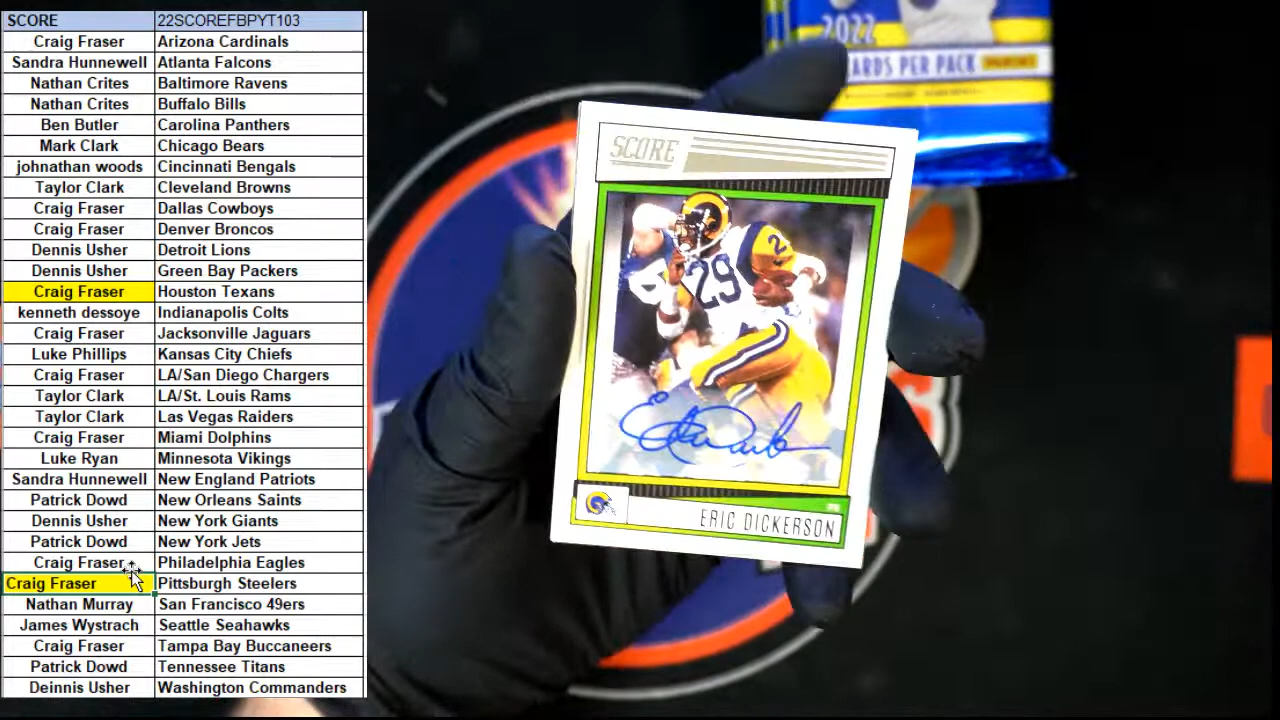 SCORE 22SCOREFBPYT103
Craig Fraser Arizona Cardinals
Sandra Hunnewell Atlanta Falcons
Nathan Crites Baltimore Ravens
Nathan Crites Buffalo Bills
Ben Butler Carolina Panthers
Mark Clark Chicago Bears
johnathan woods Cincinnati Bengals
Taylor Clark Cleveland Browns
Craig Fraser Dallas Cowboys
Craig Fraser Denver Broncos
Dennis Usher Detroit Lions
Dennis Usher Green Bay Packers
Craig Fraser Houston Texans
kenneth dessoye Indianapolis Colts
Craig Fraser Jacksonville Jaguars
Luke Phillips Kansas City Chiefs
Craig Fraser LA/San Diego Chargers
Taylor Clark LA/St. Louis Rams
Taylor Clark Las Vegas Raiders
Craig Fraser Miami Dolphins
Luke Ryan Minnesota Vikings
Sandra Hunnewell New England Patriots
Patrick Dowd New Orleans Saints
Dennis Usher New York Giants
Patrick Dowd New York Jets
Craig Fraser Philadelphia Eagles
Craig Fraser Pittsburgh Steelers
Nathan Murray San Francisco 49ers
James Wystrach Seattle Seahawks
Craig Fraser Tampa Bay Buccaneers
Patrick Dowd Tennessee Titans
Deinnis Usher Washington Commanders
2022
CARDS PER PACK
SCORE
29
ERIC DICKERSON